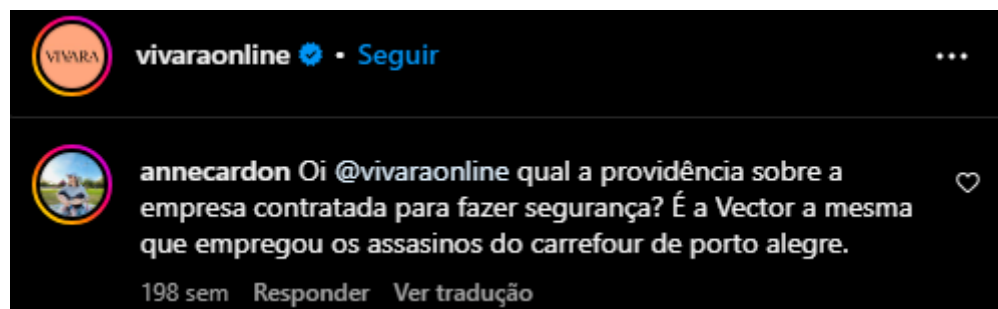 VIVARA
vivaraonline • Seguir
annecardon Oi @vivaraonline qual a providência sobre a
empresa contratada para fazer segurança? É a Vector a mesma
que empregou os assasinos do carrefour de porto alegre.
198 sem Responder Ver tradução